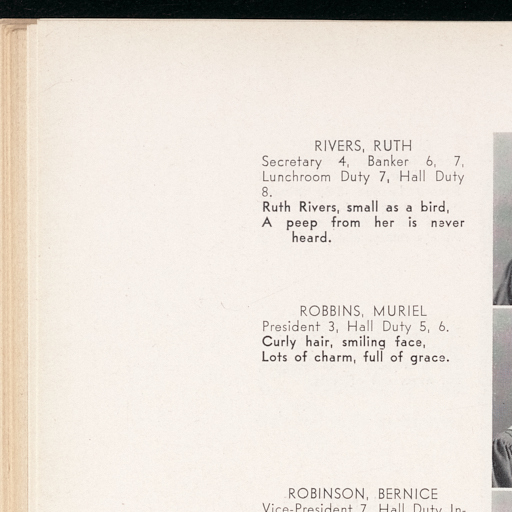 RIVERS, RUTH
Secretary 4, Banker 6, 7,
Lunchroom Duty 7, Hall Duty
8.
Ruth Rivers, small as a bird,
A peep from her is never
heard.
ROBBINS, MURIEL
President 3, Hall Duty 5, 6.
Curly hair, smiling face,
Lots of charm, full of grace.
ROBINSON, BERNICE
Vice-President 7, Hall Duty In-